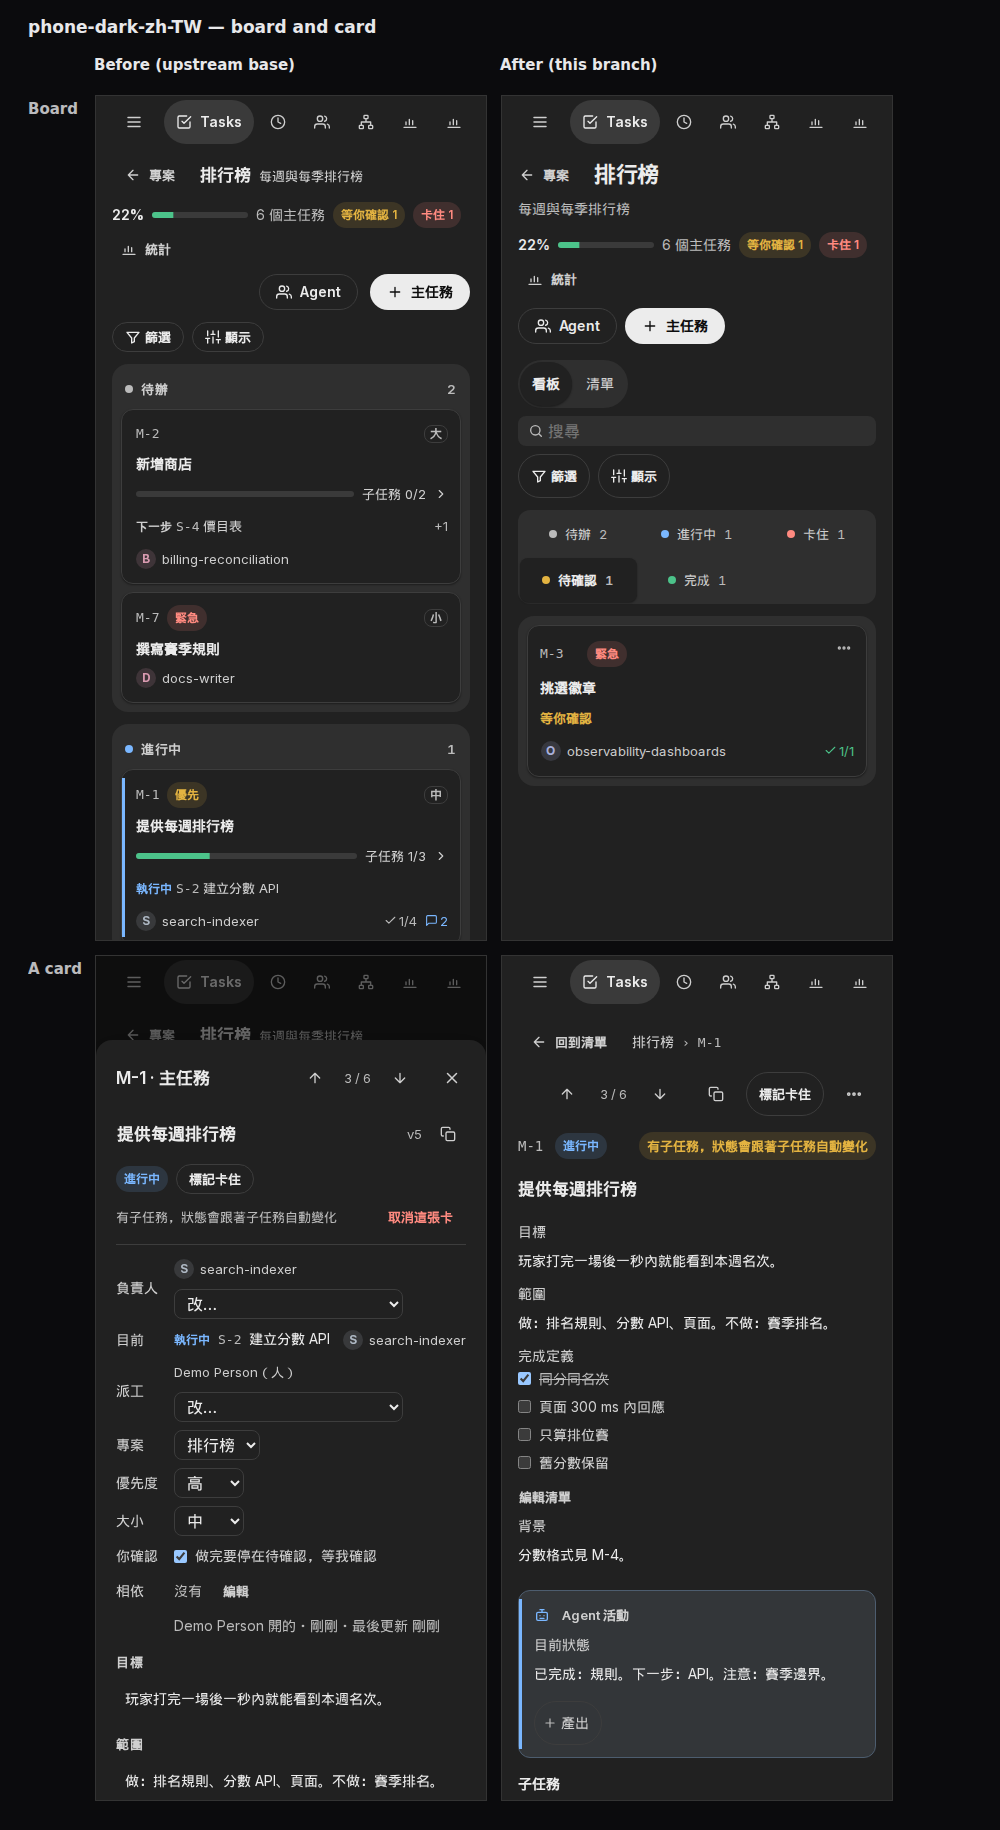 phone-dark-zh-TW — board and card
Before (upstream base)
After (this branch)
Board
Tasks
專案 排行榜 每週與每季排行榜
22% 6 個主任務 等你確認 1 卡住 1
統計
Agent + 主任務
篩選 顯示
待辦 2
M-2 大
新增商店
子任務 0/2
下一步 S-4 價目表 +1
B billing-reconciliation
M-7 緊急 小
撰寫賽季規則
D docs-writer
進行中 1
M-1 優先 中
提供每週排行榜
子任務 1/3
執行中 S-2 建立分數 API
S search-indexer 1/4 2
Tasks
專案 排行榜
每週與每季排行榜
22% 6 個主任務 等你確認 1 卡住 1
統計
Agent + 主任務
看板 清單
搜尋
篩選 顯示
待辦 2 進行中 1 卡住 1
待確認 1 完成 1
M-3 緊急
挑選徽章
等你確認
O observability-dashboards 1/1
A card
Tasks
專案 排行榜 每週與每季排行榜
M-1 · 主任務 3 / 6
提供每週排行榜 v5
進行中 標記卡住
有子任務，狀態會跟著子任務自動變化 取消這張卡
負責人 S search-indexer
改...
目前 執行中 S-2 建立分數 API S search-indexer
派工 Demo Person（人）
改...
專案 排行榜
優先度 高
大小 中
你確認 做完要停在待確認，等我確認
相依 沒有 編輯
Demo Person 開的・剛剛・最後更新 剛剛
目標
玩家打完一場後一秒內就能看到本週名次。
範圍
做：排名規則、分數 API、頁面。不做：賽季排名。
Tasks
回到清單 排行榜 › M-1
3 / 6 標記卡住
M-1 進行中 有子任務，狀態會跟著子任務自動變化
提供每週排行榜
目標
玩家打完一場後一秒內就能看到本週名次。
範圍
做：排名規則、分數 API、頁面。不做：賽季排名。
完成定義
同分同名次
頁面 300 ms 內回應
只算排位賽
舊分數保留
編輯清單
背景
分數格式見 M-4。
Agent 活動
目前狀態
已完成：規則。下一步：API。注意：賽季邊界。
+ 產出
子任務